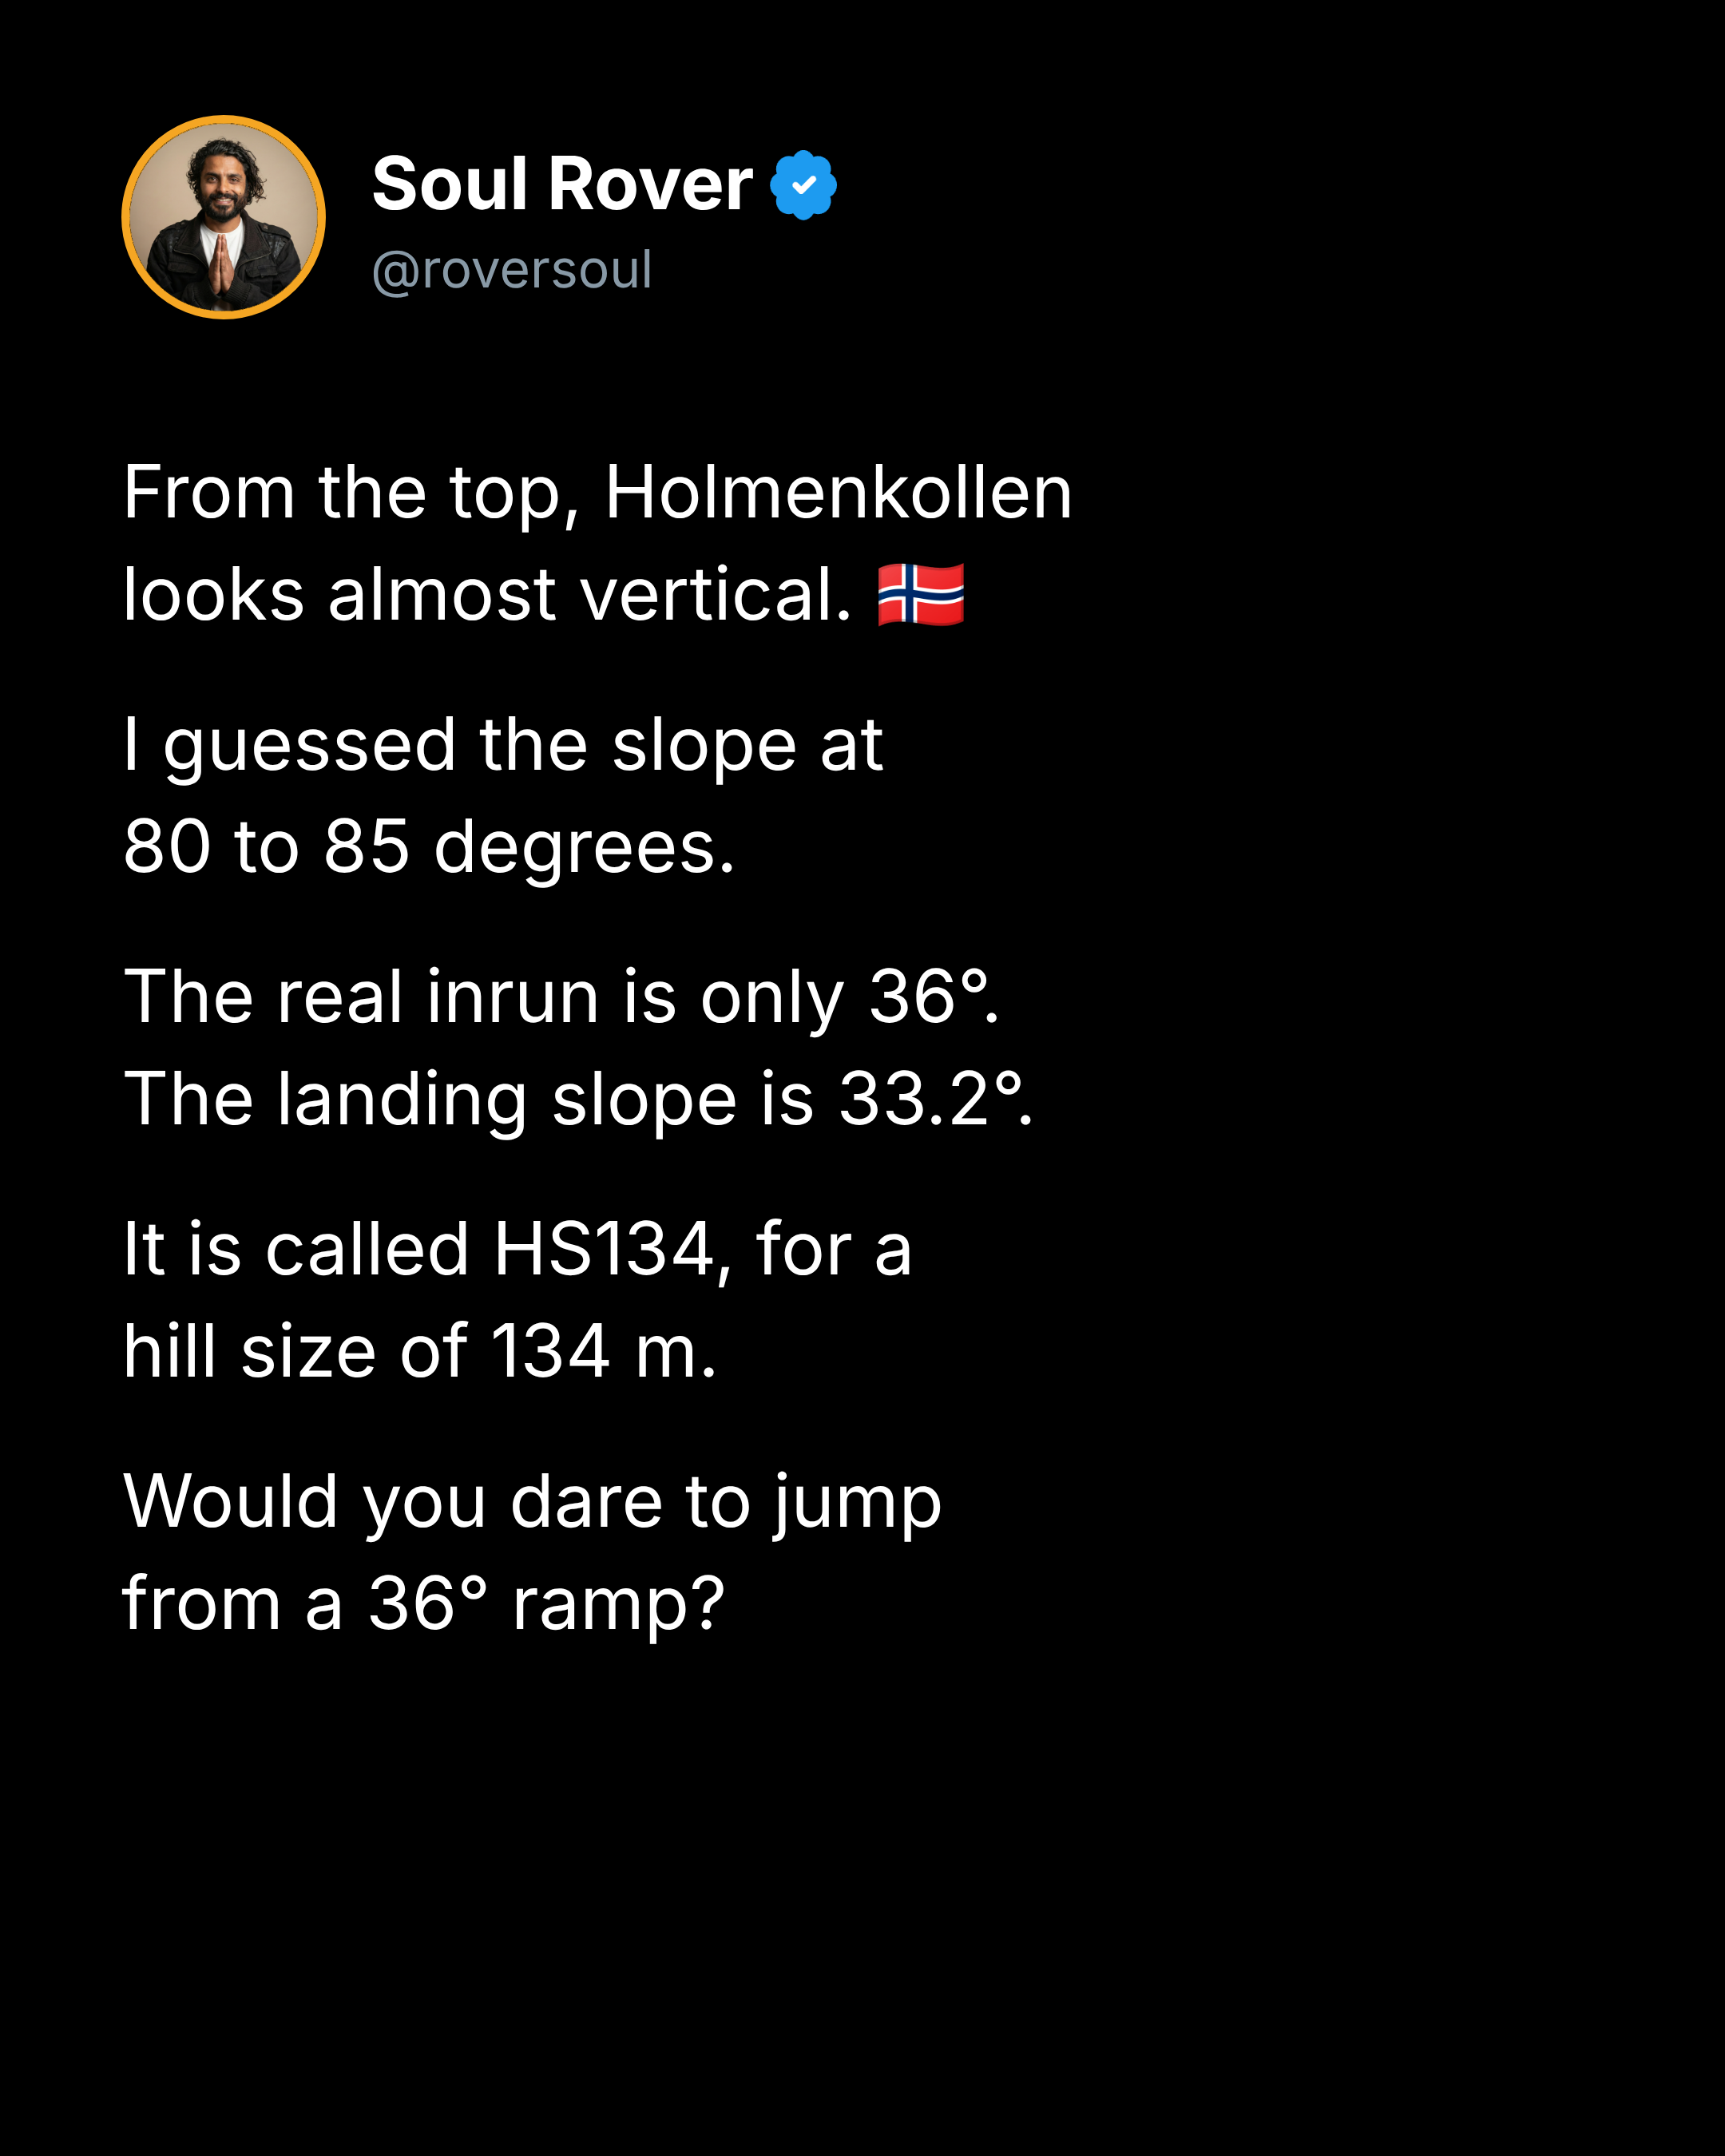 Soul Rover
@roversoul
From the top, Holmenkollen
looks almost vertical. 🇳🇴
I guessed the slope at
80 to 85 degrees.
The real inrun is only 36°.
The landing slope is 33.2°.
It is called HS134, for a
hill size of 134 m.
Would you dare to jump
from a 36° ramp?